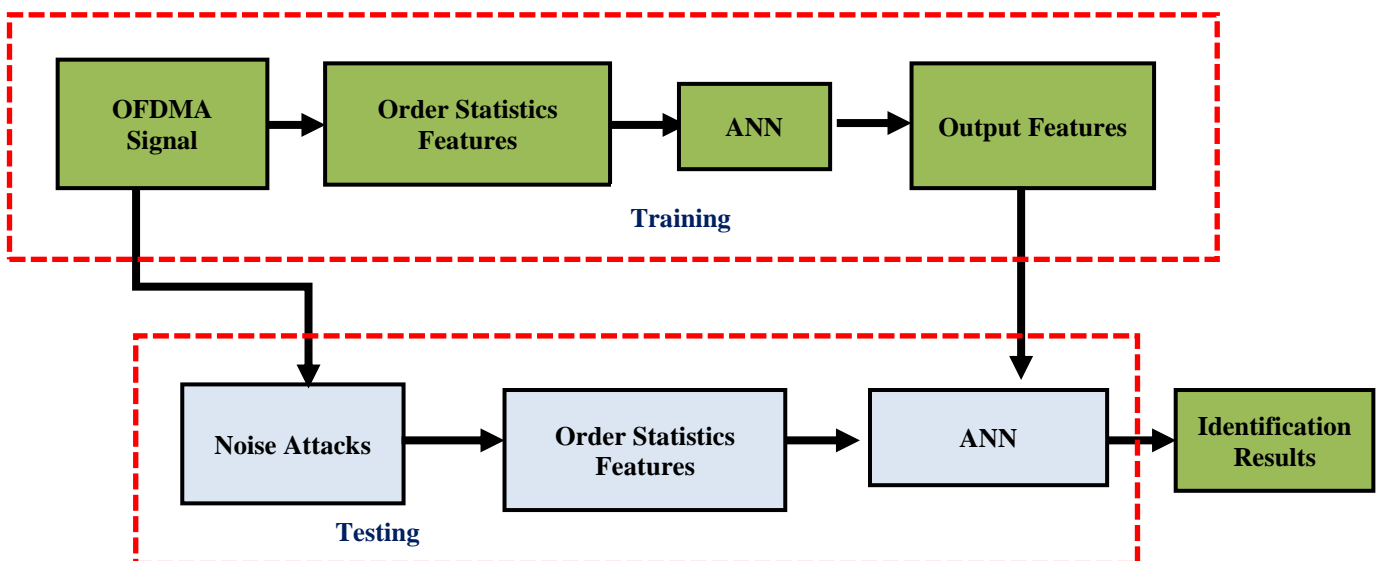 OFDMA
Signal
Order Statistics
Features
ANN
Output Features
Training
Noise Attacks
Order Statistics
Features
ANN
Identification
Results
Testing